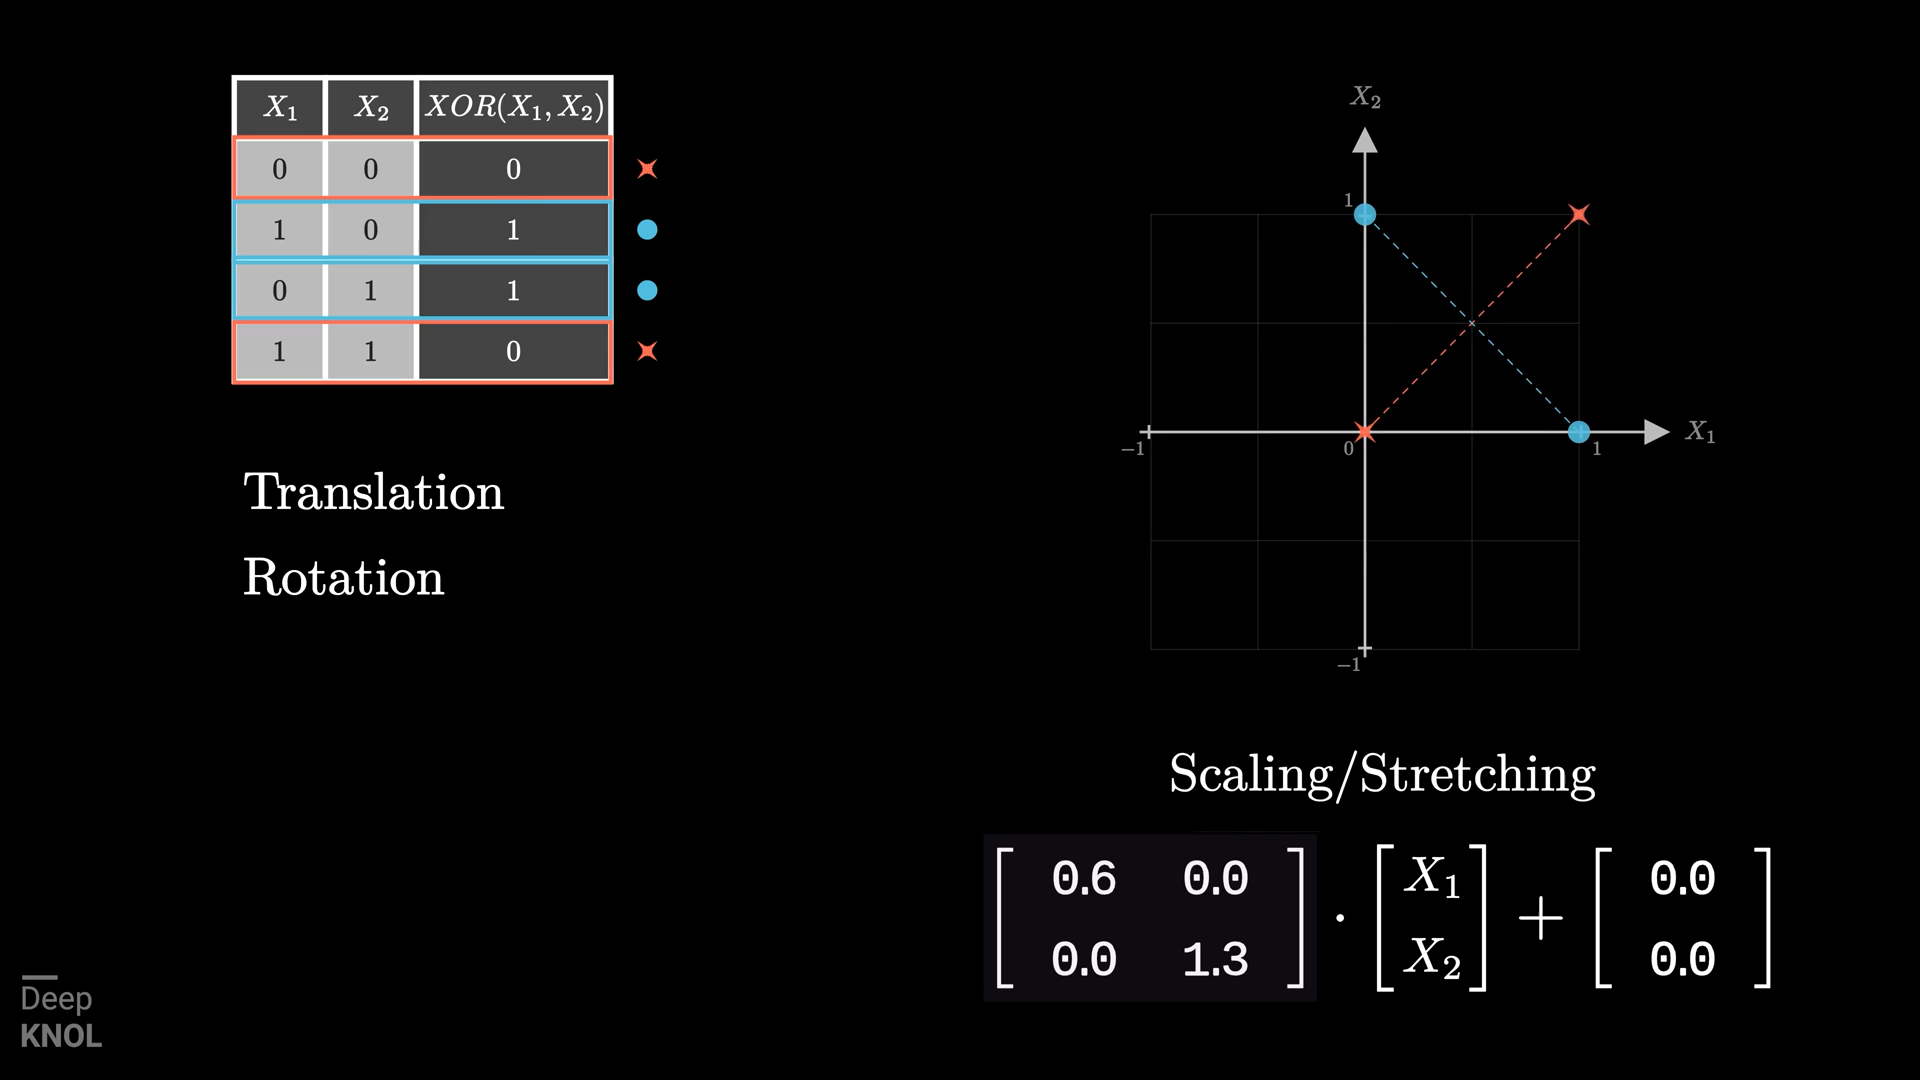 X₁ X₂ XOR(X₁, X₂)
0 0 0
1 0 1
0 1 1
1 1 0
Translation
Rotation
X₂
1
−1 0 1 X₁
−1
Scaling/Stretching
[ 0.6 0.0 ] · [ X₁ ] + [ 0.0 ]
[ 0.0 1.3 ] [ X₂ ] [ 0.0 ]
Deep
KNOL